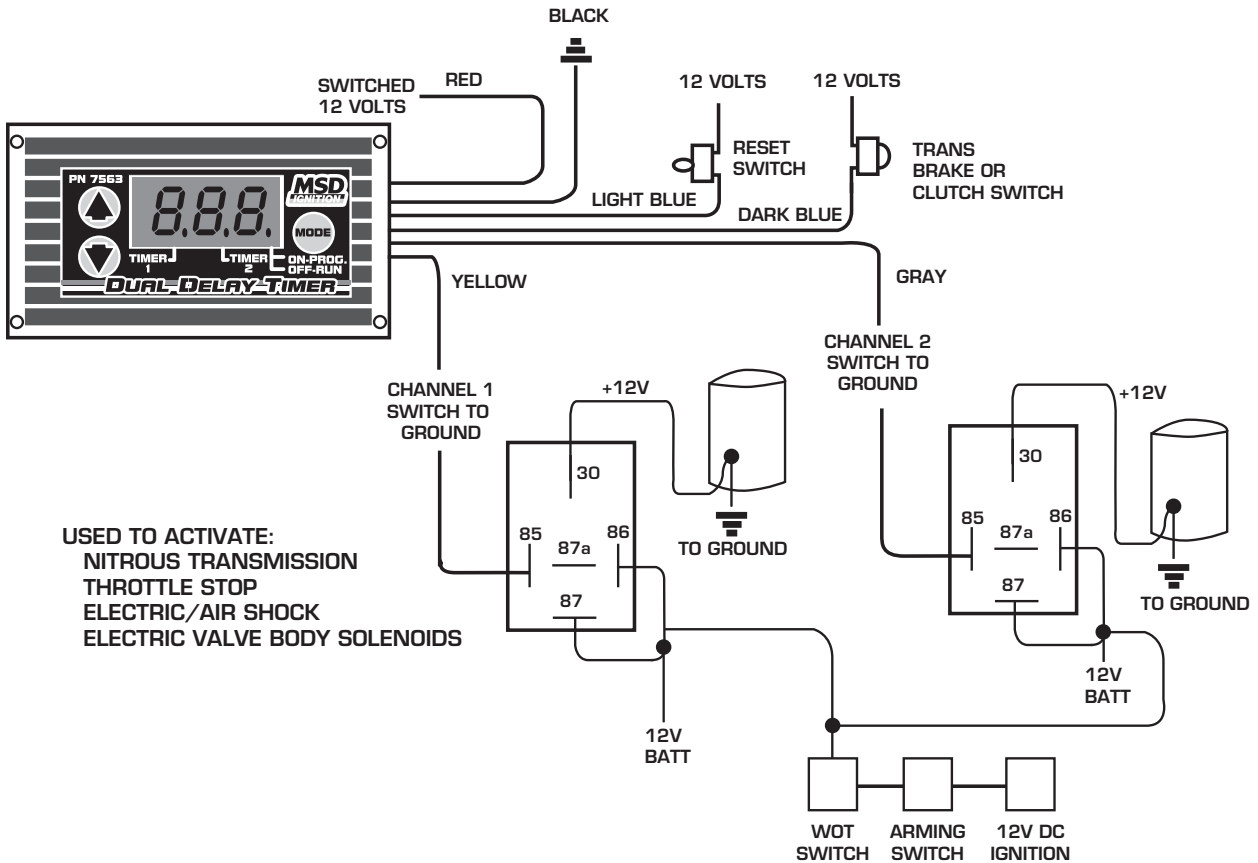 BLACK
SWITCHED
12 VOLTS
RED
12 VOLTS
12 VOLTS
RESET
SWITCH
TRANS
BRAKE OR
CLUTCH SWITCH
LIGHT BLUE
DARK BLUE
PN 7563
8.8.8.
MSD
IGNITION
MODE
TIMER
1
TIMER
2
ON-PROG.
OFF-RUN
DUAL DELAY TIMER
YELLOW
GRAY
CHANNEL 1
SWITCH TO
GROUND
CHANNEL 2
SWITCH TO
GROUND
+12V
30
85
87a
86
87
TO GROUND
12V
BATT
+12V
30
85
87a
86
87
TO GROUND
12V
BATT
USED TO ACTIVATE:
NITROUS TRANSMISSION
THROTTLE STOP
ELECTRIC/AIR SHOCK
ELECTRIC VALVE BODY SOLENOIDS
WOT
SWITCH
ARMING
SWITCH
12V DC
IGNITION